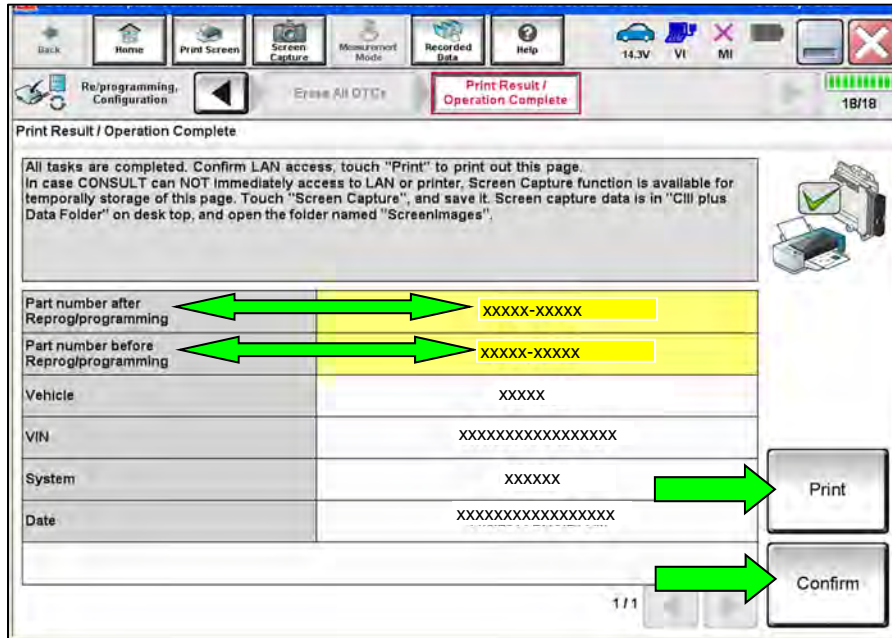 Back
Home
Print Screen
Screen
Capture
Measurement
Mode
Recorded
Data
Help
14.3V
VI
MI
Re/programming,
Configuration
Erase All DTCs
Print Result /
Operation Complete
18/18
Print Result / Operation Complete
All tasks are completed. Confirm LAN access, touch "Print" to print out this page.
In case CONSULT can NOT immediately access to LAN or printer, Screen Capture function is available for
temporally storage of this page. Touch "Screen Capture", and save it. Screen capture data is in "CIII plus
Data Folder" on desk top, and open the folder named "ScreenImages".
Part number after
Reprog/programming
xxxxx-xxxxx
Part number before
Reprog/programming
xxxxx-xxxxx
Vehicle
xxxxx
VIN
xxxxxxxxxxxxxxxxx
System
xxxxxx
Date
xxxxxxxxxxxxxxxxx
Print
Confirm
1/1